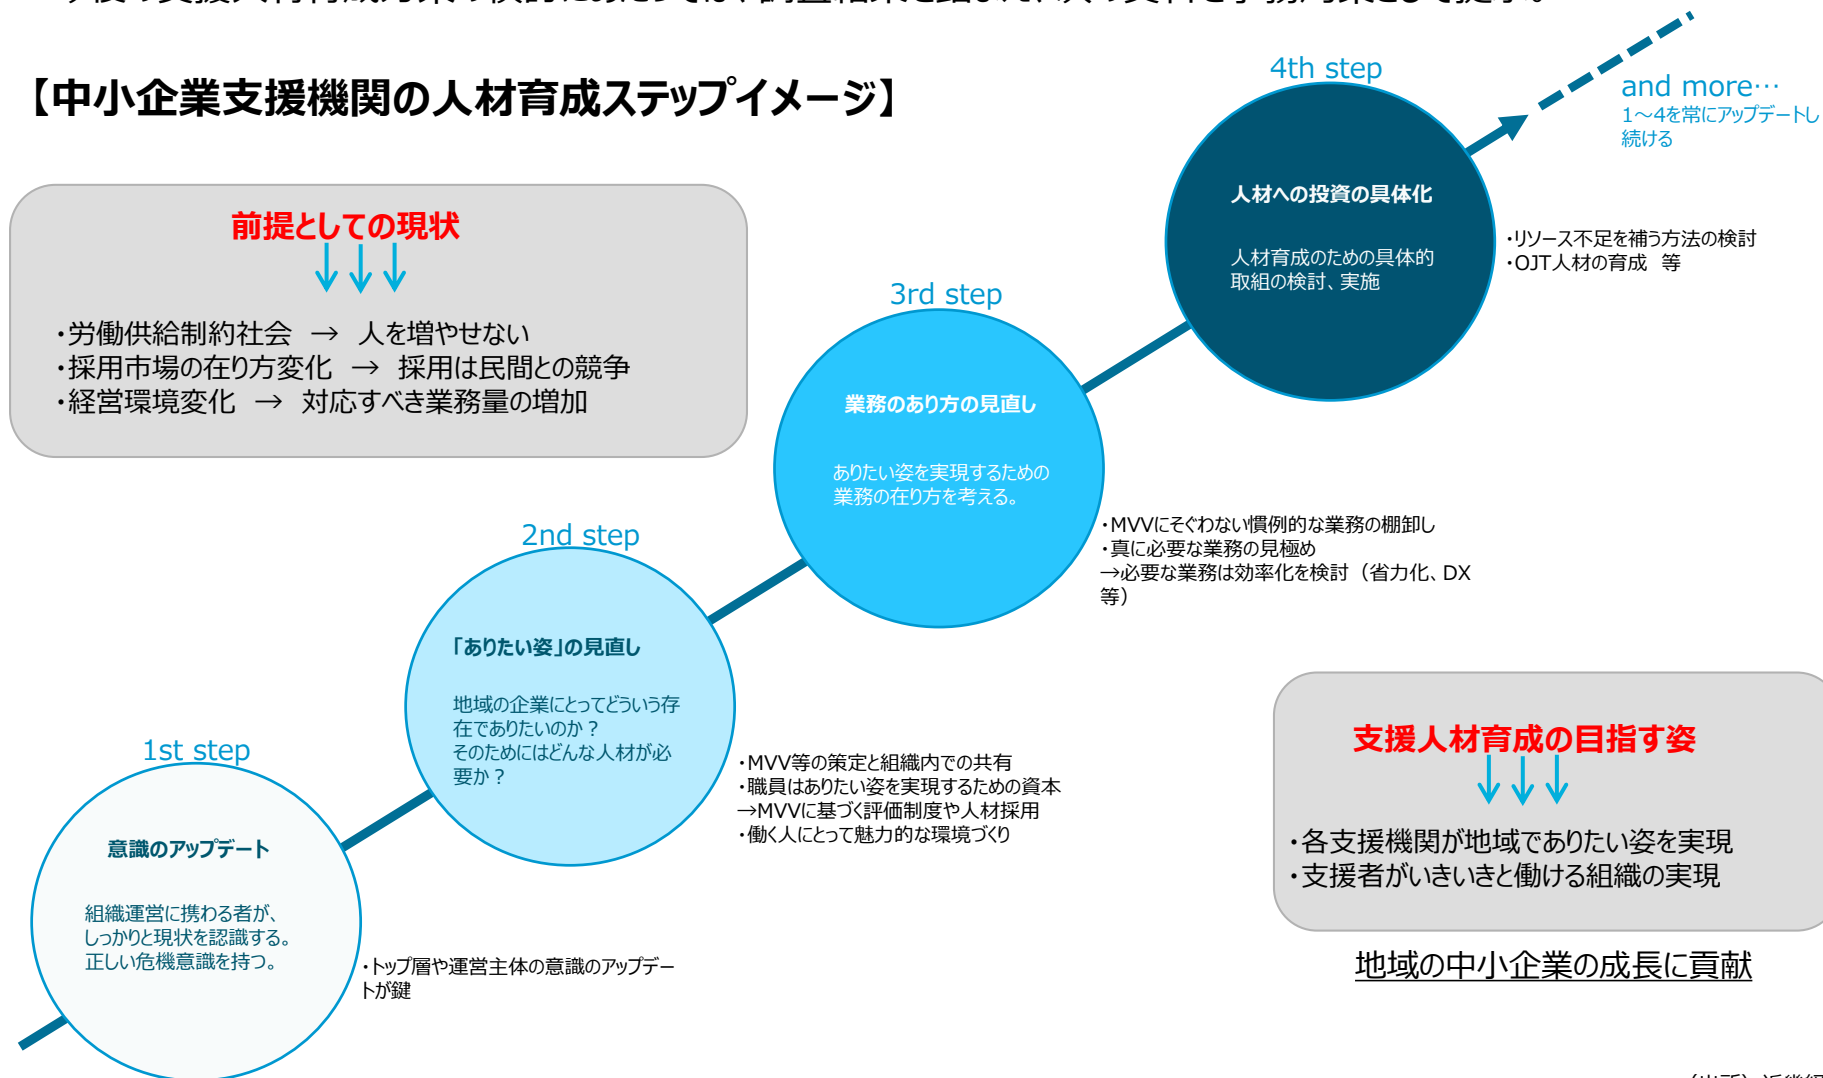 【中小企業支援機関の人材育成ステップイメージ】
前提としての現状
・労働供給制約社会　→　人を増やせない
・採用市場の在り方変化　→　採用は民間との競争
・経営環境変化　→　対応すべき業務量の増加
1st step
意識のアップデート
組織運営に携わる者が、
しっかりと現状を認識する。
正しい危機意識を持つ。
・トップ層や運営主体の意識のアップデー
トが鍵
2nd step
「ありたい姿」の見直し
地域の企業にとってどういう存
在でありたいのか？
そのためにはどんな人材が必
要か？
・MVV等の策定と組織内での共有
・職員はありたい姿を実現するための資本
→MVVに基づく評価制度や人材採用
・働く人にとって魅力的な環境づくり
3rd step
業務のあり方の見直し
ありたい姿を実現するための
業務の在り方を考える。
・MVVにそぐわない慣例的な業務の棚卸し
・真に必要な業務の見極め
→必要な業務は効率化を検討（省力化、DX
等）
4th step
人材への投資の具体化
人材育成のための具体的
取組の検討、実施
・リソース不足を補う方法の検討
・OJT人材の育成　等
and more…
1～4を常にアップデートし
続ける
支援人材育成の目指す姿
・各支援機関が地域でありたい姿を実現
・支援者がいきいきと働ける組織の実現
地域の中小企業の成長に貢献